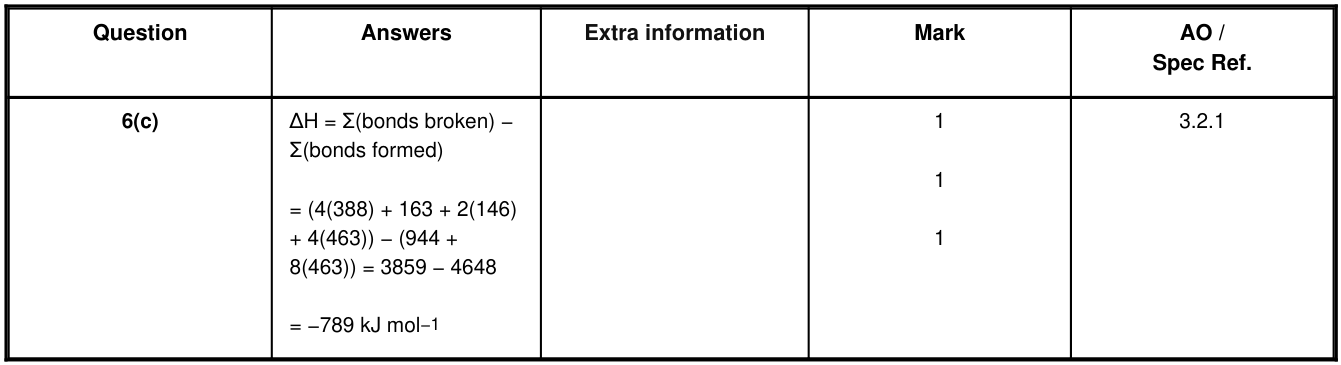 Question Answers Extra information Mark AO /
Spec Ref.
6(c) ΔH = Σ(bonds broken) − 1 3.2.1
Σ(bonds formed)
1
= (4(388) + 163 + 2(146)
+ 4(463)) − (944 + 1
8(463)) = 3859 − 4648
= −789 kJ mol−1